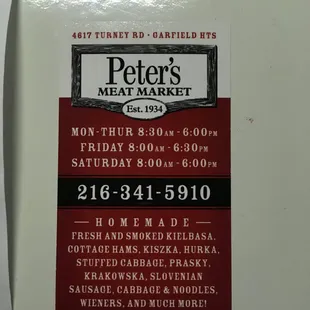 4617 TURNEY RD · GARFIELD HTS
Peter's
MEAT MARKET
Est. 1934
MON-THUR 8:30AM - 6:00PM
FRIDAY 8:00AM - 6:30PM
SATURDAY 8:00AM - 6:00PM
216-341-5910
— HOMEMADE —
FRESH AND SMOKED KIELBASA,
COTTAGE HAMS, KISZKA, HURKA,
STUFFED CABBAGE, PRASKY,
KRAKOWSKA, SLOVENIAN
SAUSAGE, CABBAGE & NOODLES,
WIENERS, AND MUCH MORE!